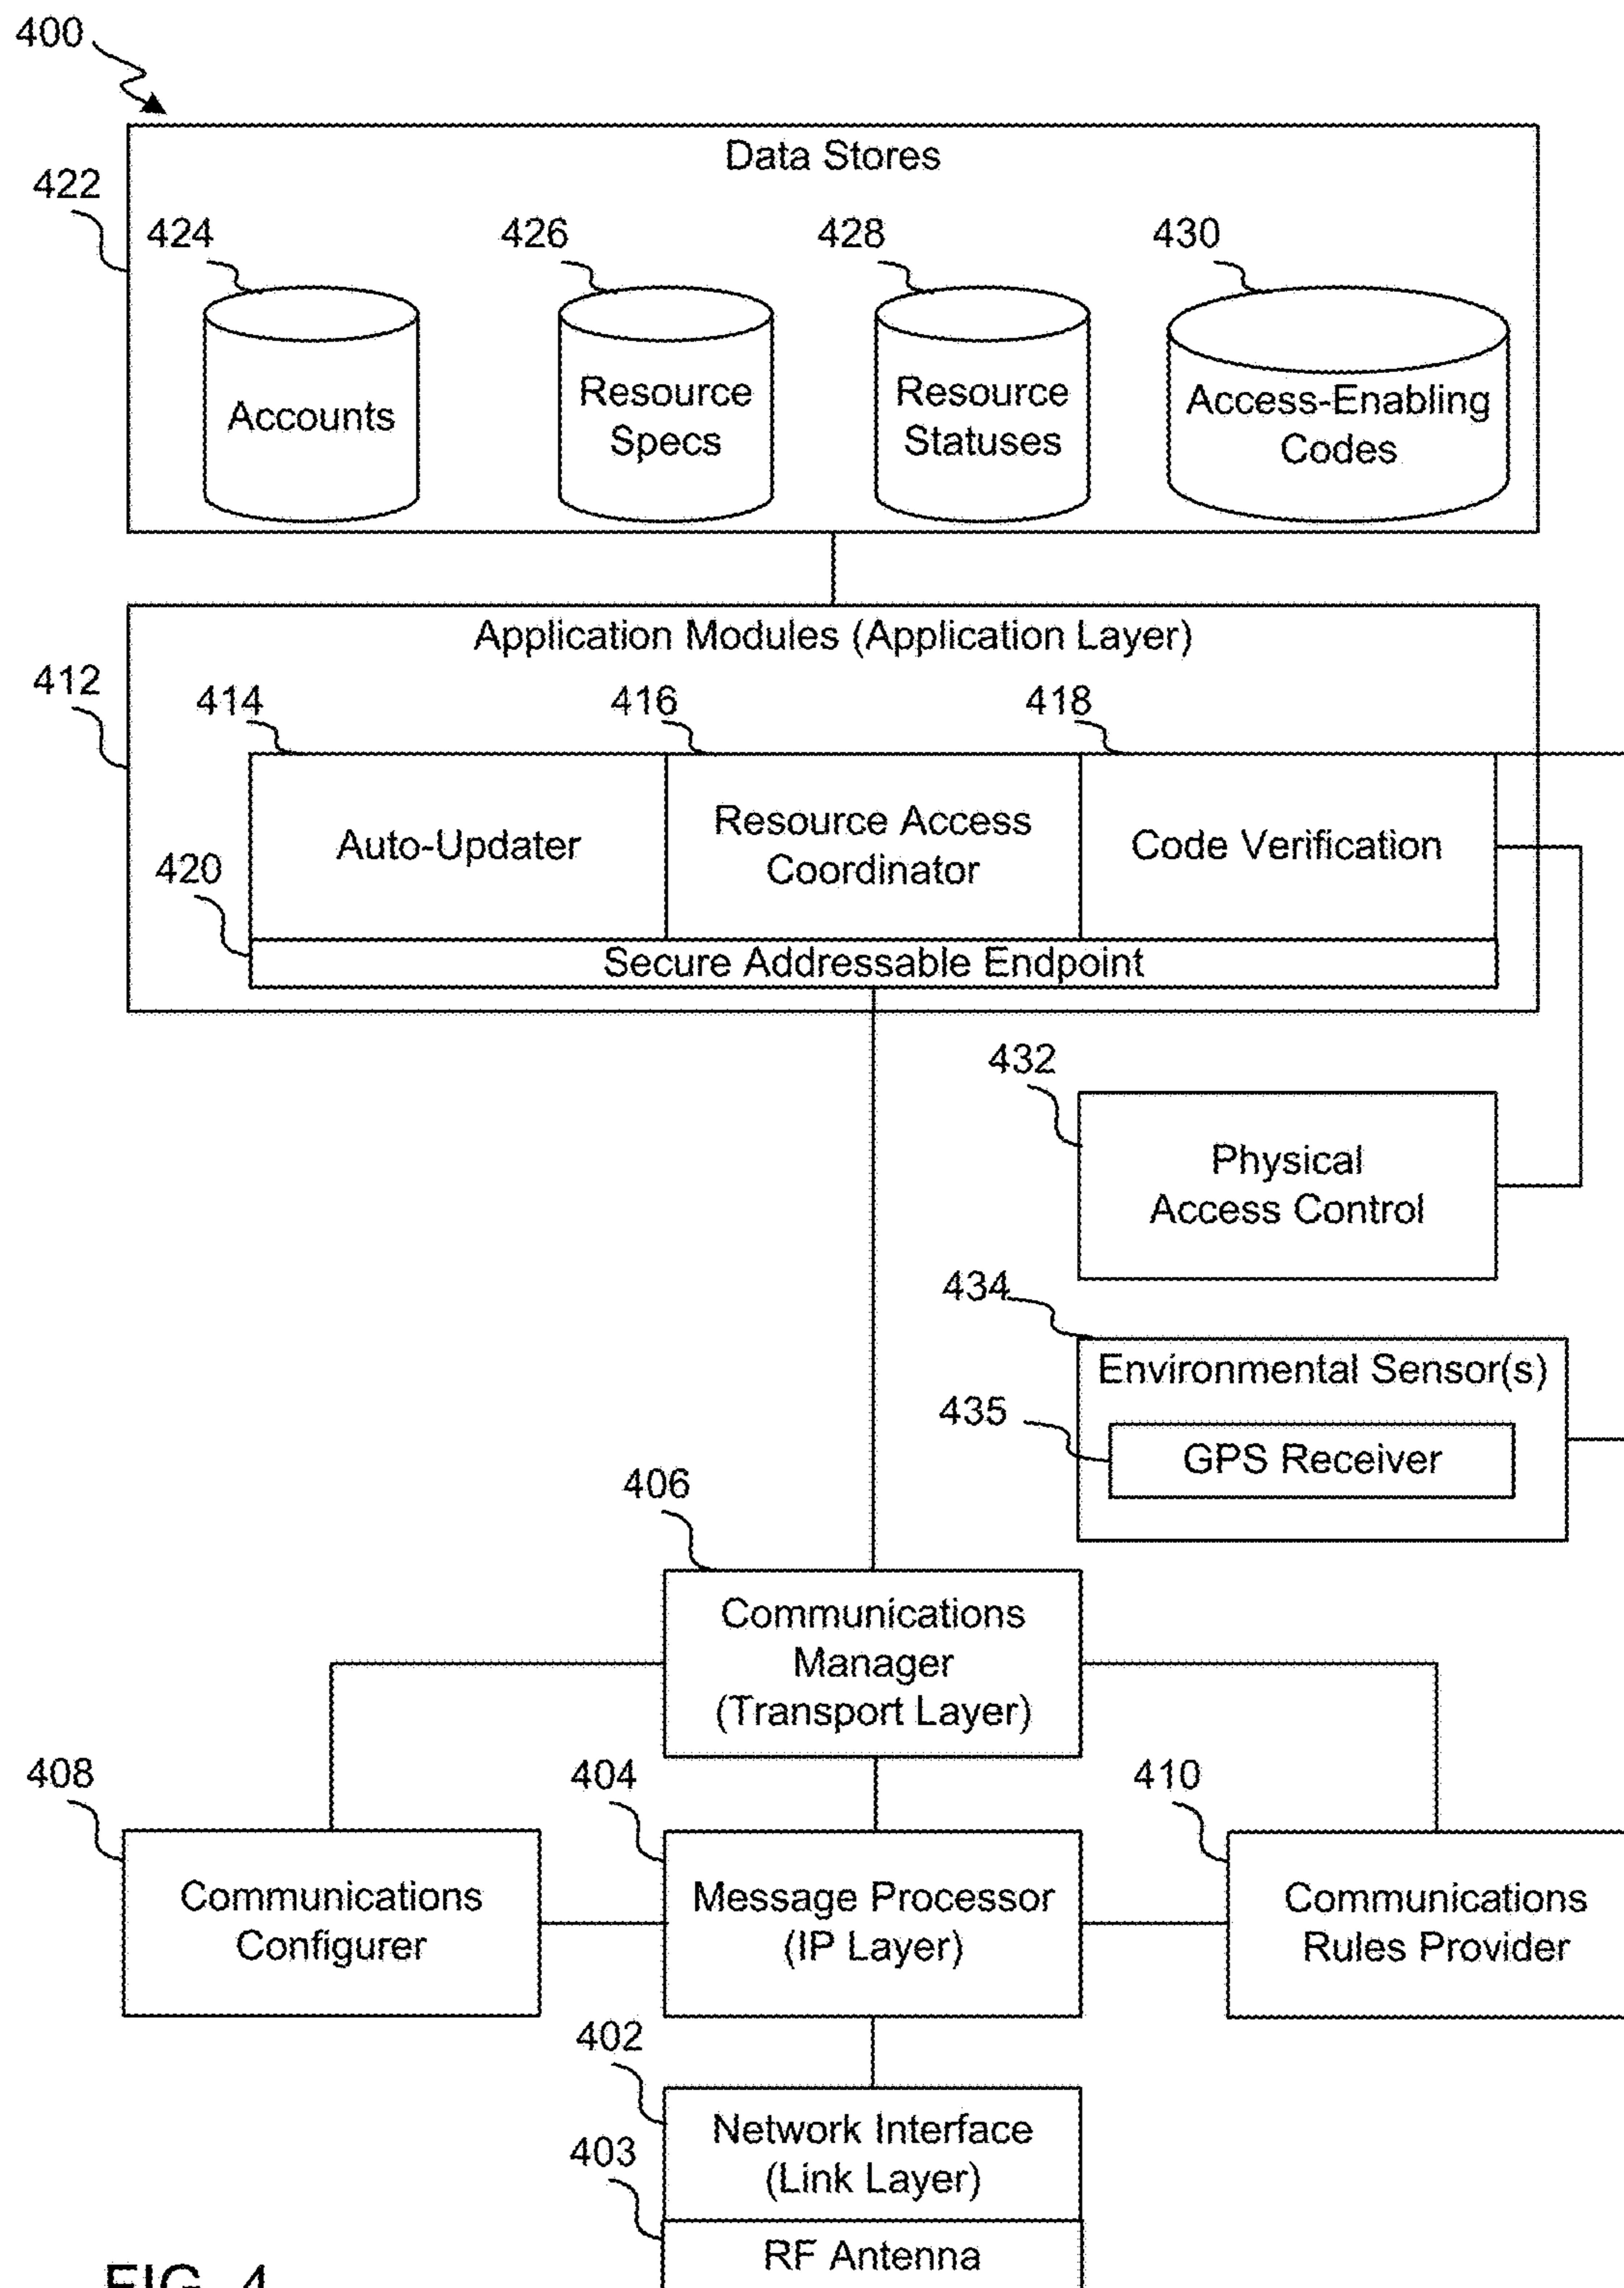 400
Data Stores
422
424
426
428
430
Accounts
Resource
Specs
Resource
Statuses
Access-Enabling
Codes
Application Modules (Application Layer)
412
414
416
418
Auto-Updater
Resource Access
Coordinator
Code Verification
420
Secure Addressable Endpoint
432
Physical
Access Control
434
Environmental Sensor(s)
435
GPS Receiver
406
Communications
Manager
(Transport Layer)
408
404
410
Communications
Configurer
Message Processor
(IP Layer)
Communications
Rules Provider
402
Network Interface
(Link Layer)
403
RF Antenna
FIG. 4